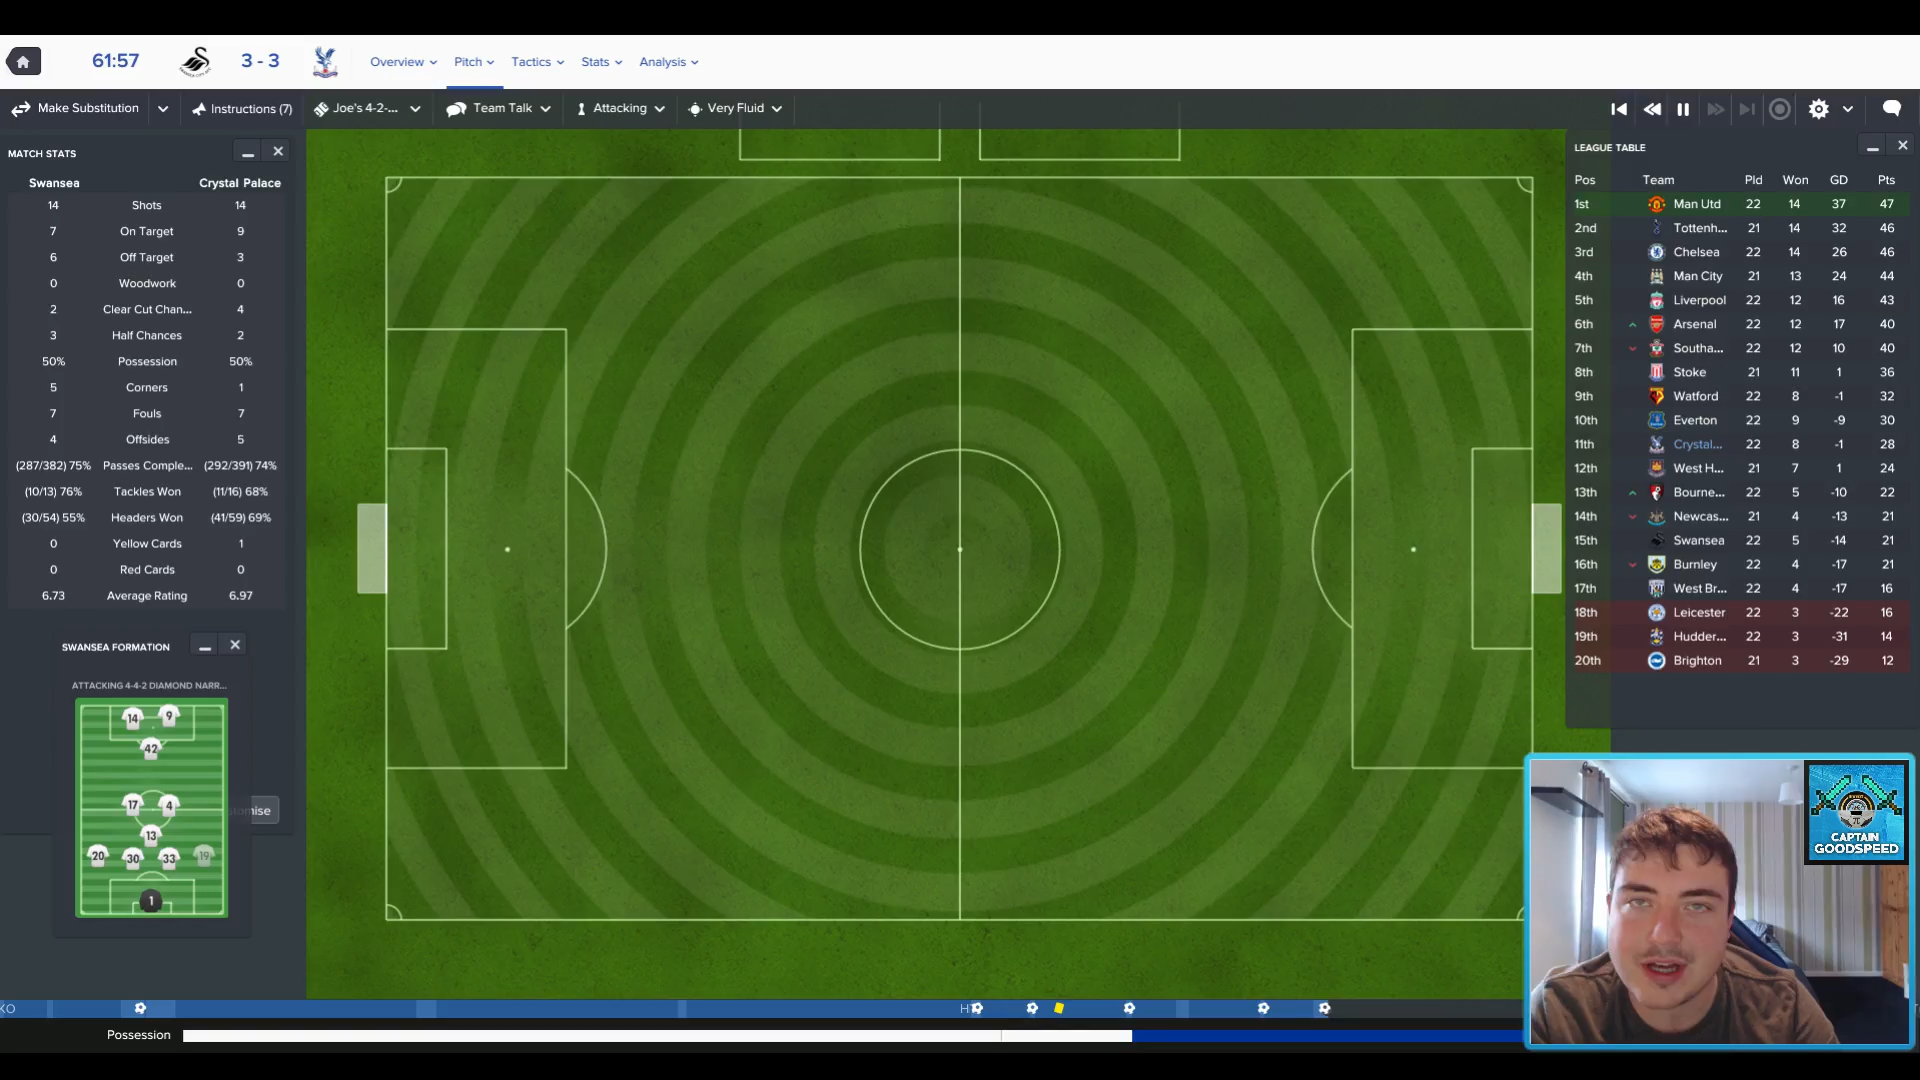 61:57 3 - 3 Overview Pitch Tactics Stats Analysis
Make Substitution Instructions (7) Joe's 4-2-... Team Talk Attacking Very Fluid
MATCH STATS
Swansea Crystal Palace
14 Shots 14
7 On Target 9
6 Off Target 3
0 Woodwork 0
2 Clear Cut Chan... 4
3 Half Chances 2
50% Possession 50%
5 Corners 1
7 Fouls 7
4 Offsides 5
(287/382) 75% Passes Comple... (292/391) 74%
(10/13) 76% Tackles Won (11/16) 68%
(30/54) 55% Headers Won (41/59) 69%
0 Yellow Cards 1
0 Red Cards 0
6.73 Average Rating 6.97
SWANSEA FORMATION
ATTACKING 4-4-2 DIAMOND NARR...
14 9
42
17 4
13
20 30 33 19
1
LEAGUE TABLE
Pos Team Pld Won GD Pts
1st Man Utd 22 14 37 47
2nd Tottenh... 21 14 32 46
3rd Chelsea 22 14 26 46
4th Man City 21 13 24 44
5th Liverpool 22 12 16 43
6th Arsenal 22 12 17 40
7th Southa... 22 12 10 40
8th Stoke 21 11 1 36
9th Watford 22 8 -1 32
10th Everton 22 9 -9 30
11th Crystal... 22 8 -1 28
12th West H... 21 7 1 24
13th Bourne... 22 5 -10 22
14th Newcas... 21 4 -13 21
15th Swansea 22 5 -14 21
16th Burnley 22 4 -17 21
17th West Br... 22 4 -17 16
18th Leicester 22 3 -22 16
19th Hudder... 22 3 -31 14
20th Brighton 21 3 -29 12
CAPTAIN
GOODSPEED
KO
Possession